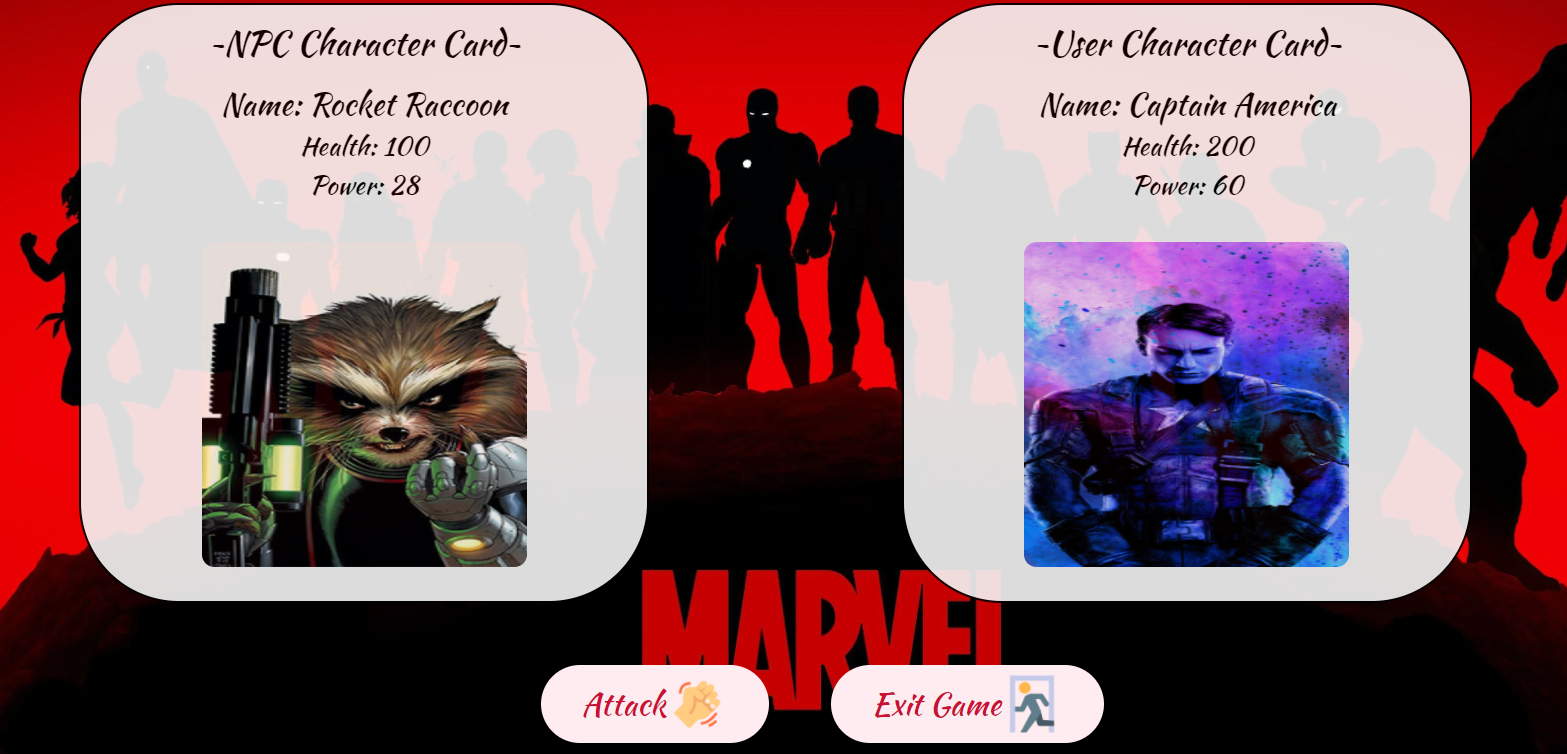 -NPC Character Card-
Name: Rocket Raccoon
Health: 100
Power: 28
-User Character Card-
Name: Captain America
Health: 200
Power: 60
MARVEL
Attack
Exit Game